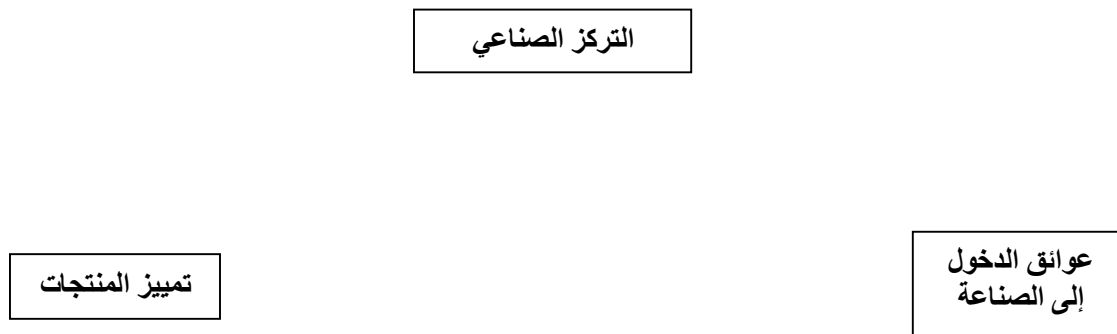 التركز الصناعي
عوائق الدخول
إلى الصناعة
تمييز المنتجات